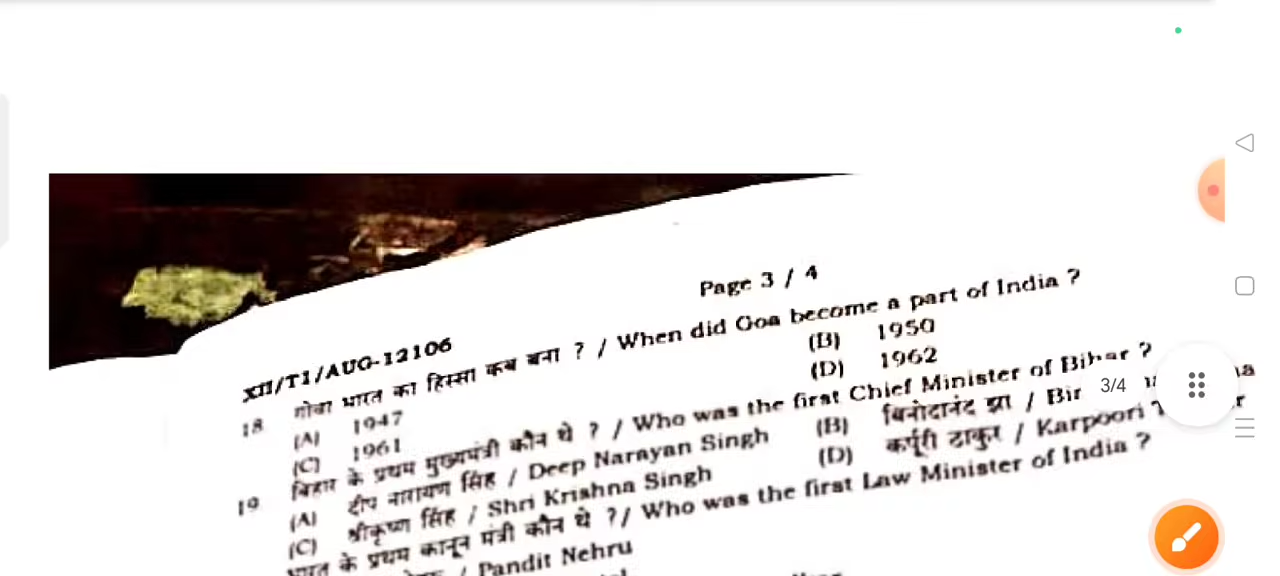 Page 3 / 4
XII/T1/AUG-12106
18 गोवा भारत का हिस्सा कब बना ? / When did Goa become a part of India ?
(A) 1947 (B) 1950
(C) 1961 (D) 1962
19 बिहार के प्रथम मुख्यमंत्री कौन थे ? / Who was the first Chief Minister of Bihar ?
(A) दीप नारायण सिंह / Deep Narayan Singh (B) बिनोदानंद झा /
(C) श्रीकृष्ण सिंह / Shri Krishna Singh (D) कर्पूरी ठाकुर / Karpoori
के प्रथम कानून मंत्री कौन थे ?/ Who was the first Law Minister of India ?
/ Pandit Nehru
3/4